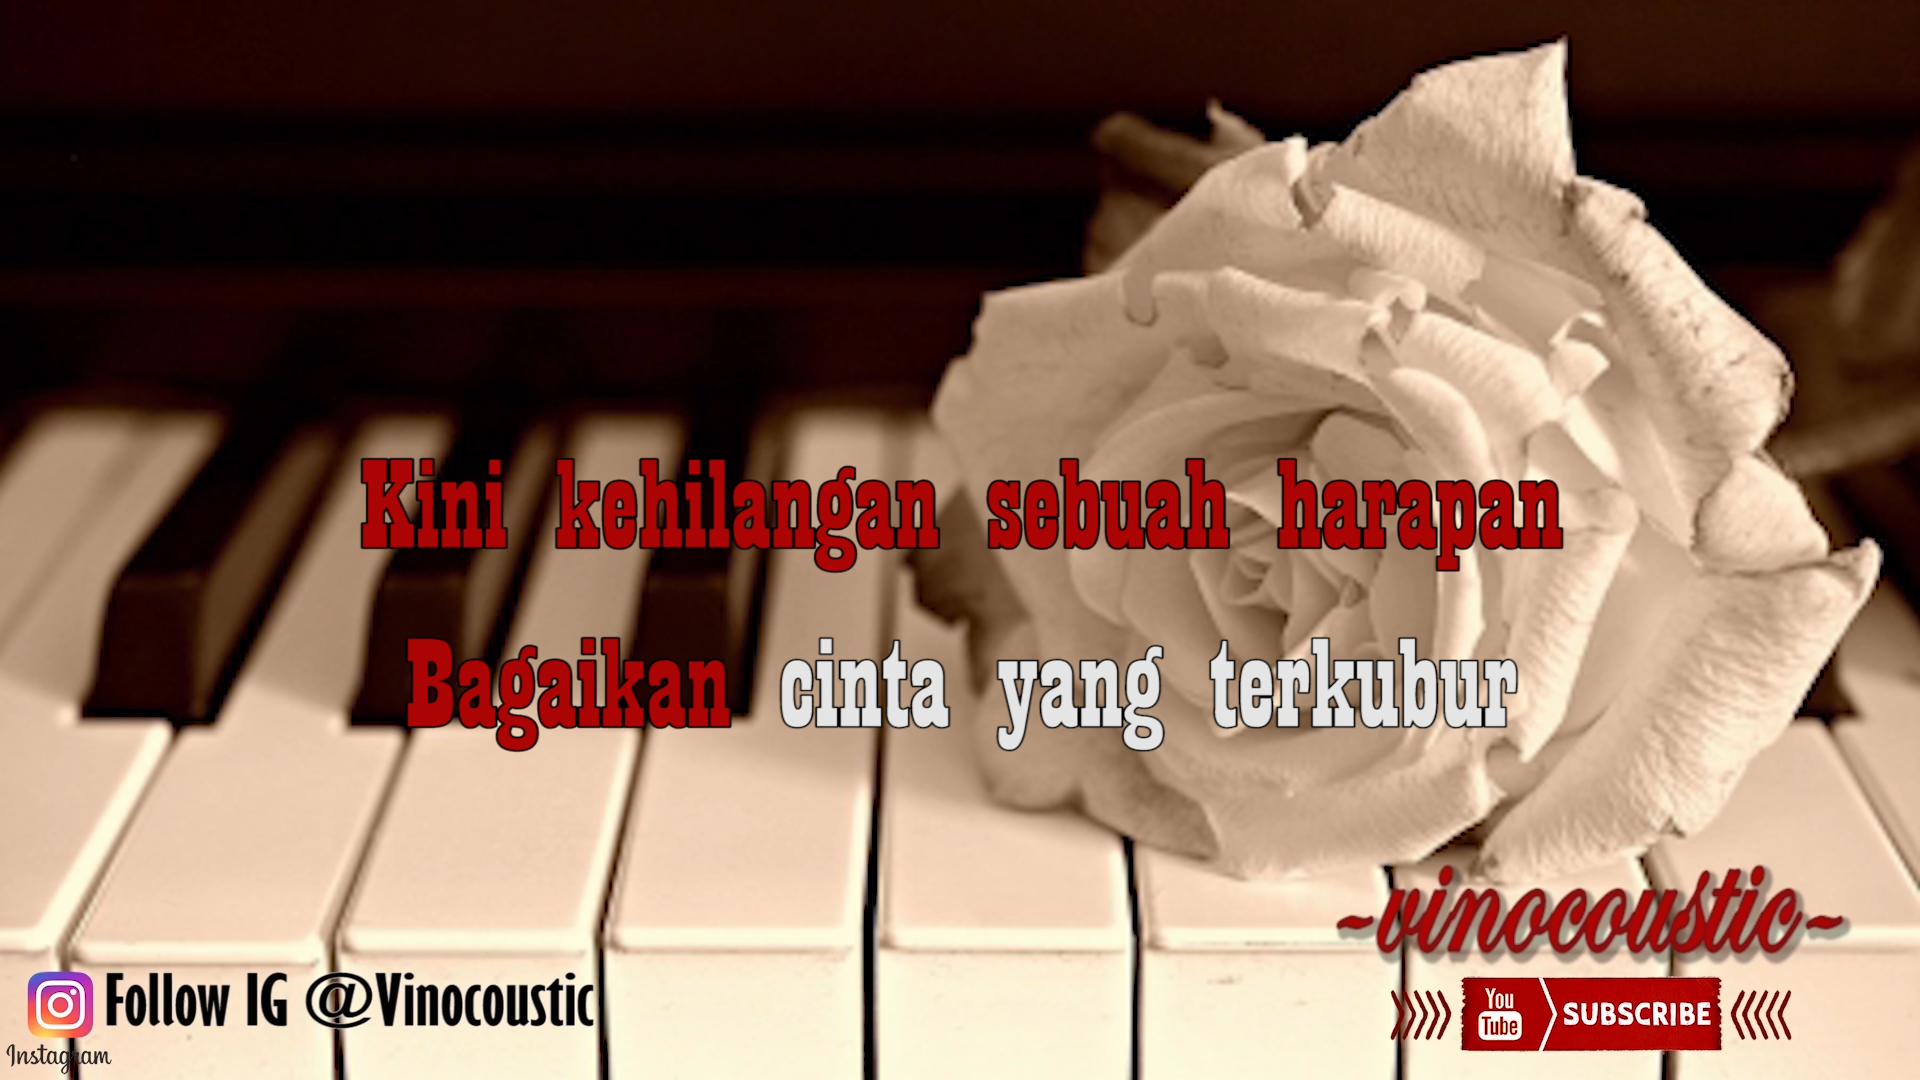 Kini kehilangan sebuah harapan
Bagaikan cinta yang terkubur
~vinocoustic~
Follow IG @Vinocoustic
Instagram
You Tube SUBSCRIBE